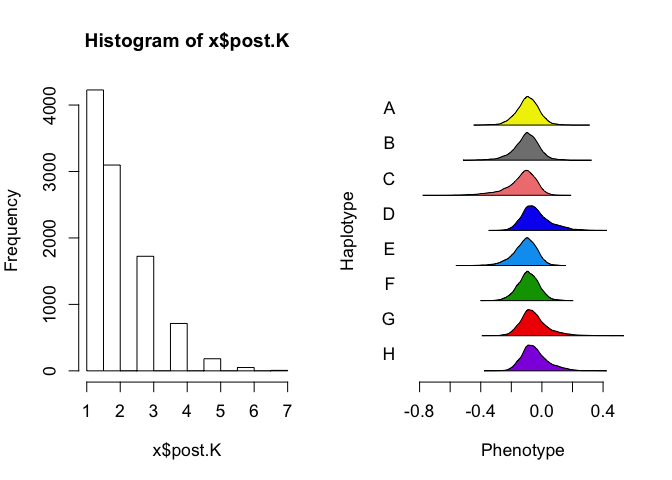 Histogram of x$post.K
Frequency
0
1000
2000
3000
4000
1 2 3 4 5 6 7
x$post.K
Haplotype
A
B
C
D
E
F
G
H
-0.8 -0.4 0.0 0.4
Phenotype